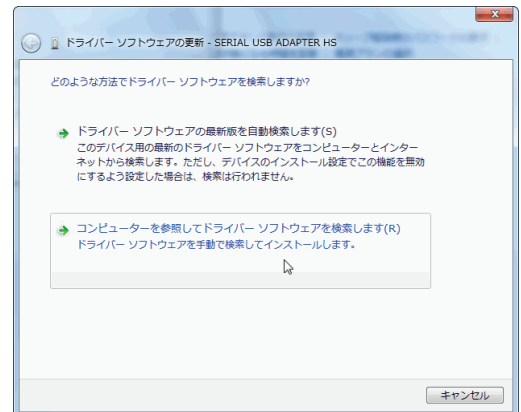 ドライバー ソフトウェアの更新 - SERIAL USB ADAPTER HS
どのような方法でドライバー ソフトウェアを検索しますか?
ドライバー ソフトウェアの最新版を自動検索します(S)
このデバイス用の最新のドライバー ソフトウェアをコンピューターとインター
ネットから検索します。ただし、デバイスのインストール設定でこの機能を無効
にするよう設定した場合は、検索は行われません。
コンピューターを参照してドライバー ソフトウェアを検索します(R)
ドライバー ソフトウェアを手動で検索してインストールします。
キャンセル